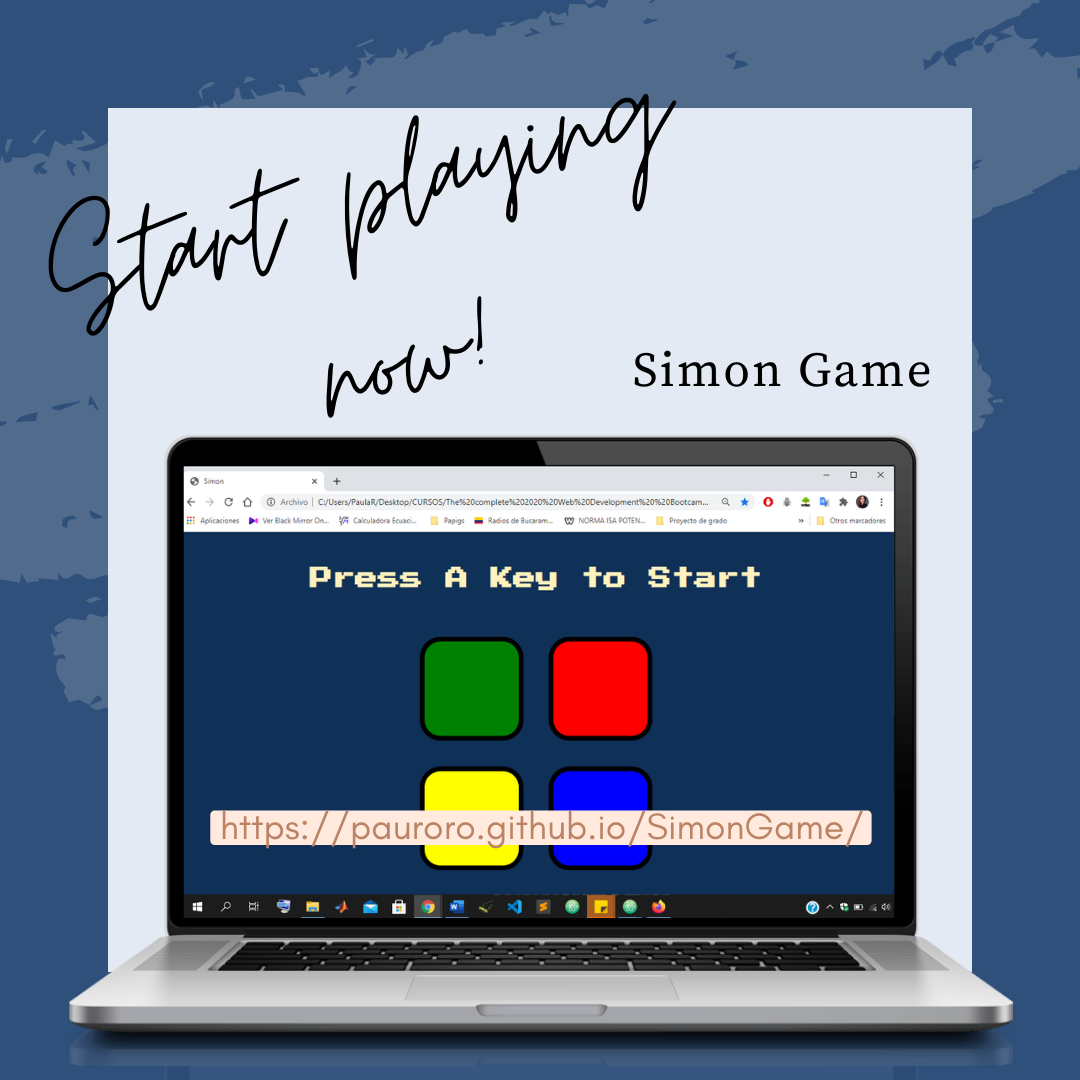 Start playing
now!
Simon Game
Simon
Archivo | C:/Users/PaulaR/Desktop/CURSOS/The%20complete%202020%20Web%20Development%20%20Bootcam...
Aplicaciones Ver Black Mirror On... Calculadora Ecuaci... Papigs Radios de Bucaram... NORMA ISA POTEN... Proyecto de grado » Otros marcadores
Press A Key to Start
https://pauroro.github.io/SimonGame/